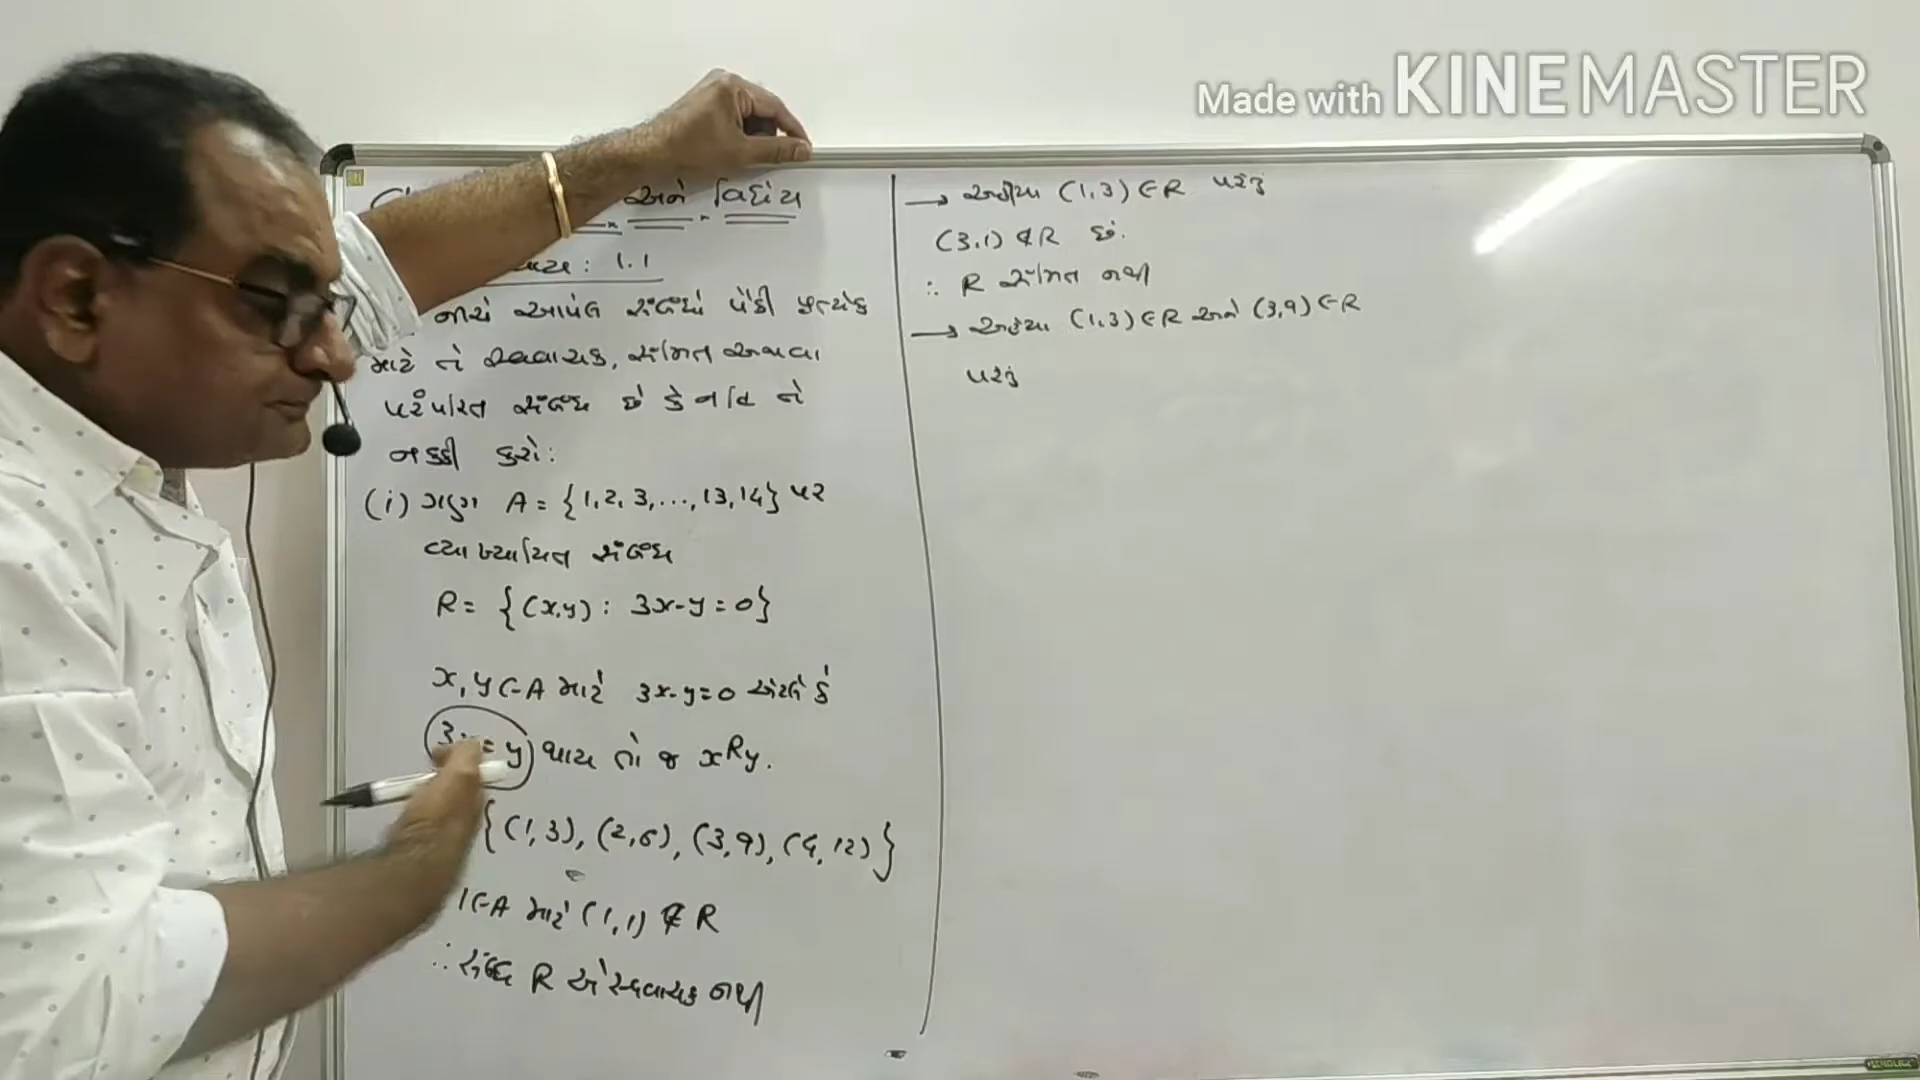 Made with KINEMASTER
અને વિધેય
: 1.1
નીચે આપેલ સંબંધો પૈકી પ્રત્યેક
માટે તે સ્વવાચક, સંમિત અથવા
પરંપરિત સંબંધ છે કે નહિ તે
નક્કી કરો:
(i) ગણ A = {1, 2, 3, ..., 13, 14} પર
વ્યાખ્યાયિત સંબંધ
R = {(x, y) : 3x-y = 0}
x, y ∈ A માટે 3x-y=0 એટલે કે
y થાય તો જ xRy.
{(1, 3), (2, 6), (3, 9), (4, 12)}
1∈A માટે (1, 1) ∉ R
∴ સંબંધ R એ સ્વવાચક નથી
→ અહીંયા (1, 3) ∈ R પરંતુ
(3, 1) ∉ R છે.
∴ R સંમિત નથી
→ અહીંયા (1, 3) ∈ R અને (3, 9) ∈ R
પરંતુ